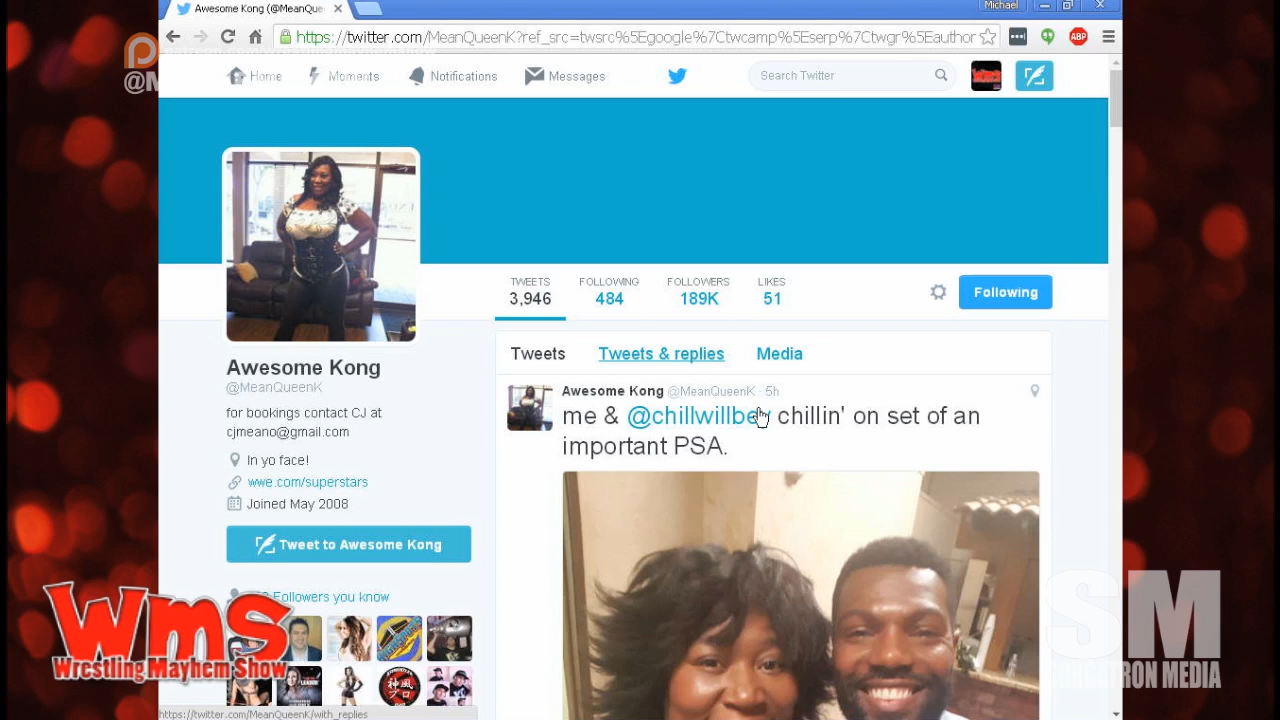 Awesome Kong (@MeanQuee
Michael
https://twitter.com/MeanQueenK?ref_src=twsrc%5Egoogle%7Ctwcamp%5Eserp%7Ctwgr%5Eauthor
ABP
@M
Home
Moments
Notifications
Messages
Search Twitter
wms
TWEETS
3,946
FOLLOWING
484
FOLLOWERS
189K
LIKES
51
Following
Awesome Kong
@MeanQueenK
for bookings contact CJ at
cjmeano@gmail.com
In yo face!
wwe.com/superstars
Joined May 2008
Tweet to Awesome Kong
Followers you know
Tweets
Tweets & replies
Media
Awesome Kong @MeanQueenK · 5h
me & @chillwillbe chillin' on set of an
important PSA.
wms
Wrestling Mayhem Show
SM
SORGATRON MEDIA
https://twitter.com/MeanQueenK/with_replies